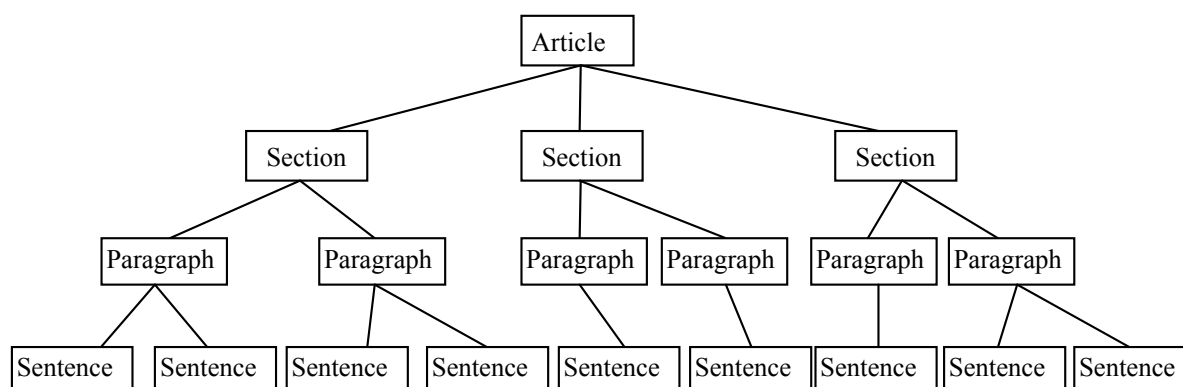 Article
Section Section Section
Paragraph Paragraph Paragraph Paragraph Paragraph Paragraph
Sentence Sentence Sentence Sentence Sentence Sentence Sentence Sentence Sentence